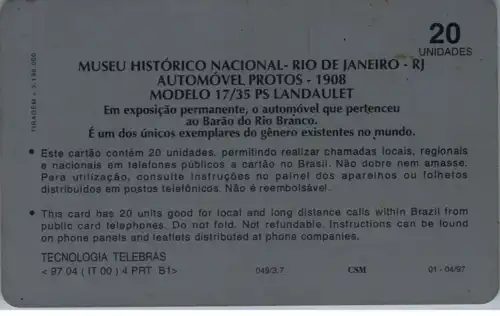 20
UNIDADES
MUSEU HISTÓRICO NACIONAL- RIO DE JANEIRO - RJ
AUTOMÓVEL PROTOS - 1908
MODELO 17/35 PS LANDAULET
Em exposição permanente, o automóvel que pertenceu
ao Barão do Rio Branco.
É um dos únicos exemplares do gênero existentes no mundo.
• Este cartão contém 20 unidades, permitindo realizar chamadas locais, regionais
e nacionais em telefones públicos a cartão no Brasil. Não dobre nem amasse.
Para utilização, consulte instruções no painel dos aparelhos ou folhetos
distribuídos em postos telefônicos. Não é reembolsável.
• This card has 20 units good for local and long distance calls within Brazil from
public card telephones. Do not fold. Not refundable. Instructions can be found
on phone panels and leaflets distributed at phone companies.
TECNOLOGIA TELEBRAS
< 97 04 ( IT 00 ) 4 PRT B1>
049/3.7
CSM
01 - 04/97
TIRAGEM